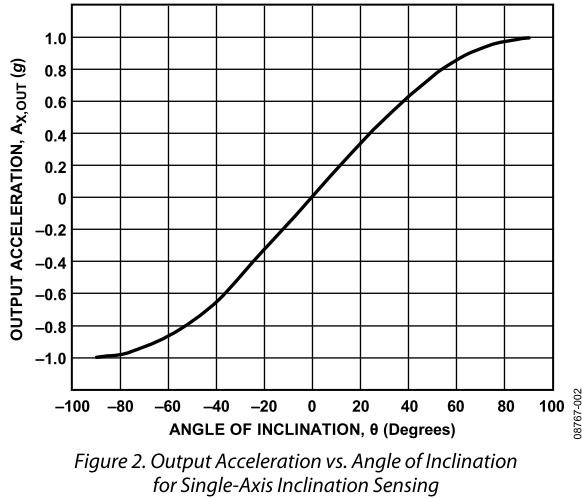 OUTPUT ACCELERATION, AX,OUT (g)
1.0
0.8
0.6
0.4
0.2
0
–0.2
–0.4
–0.6
–0.8
–1.0
–100 –80 –60 –40 –20 0 20 40 60 80 100
ANGLE OF INCLINATION, θ (Degrees)
08767-002
Figure 2. Output Acceleration vs. Angle of Inclination
for Single-Axis Inclination Sensing